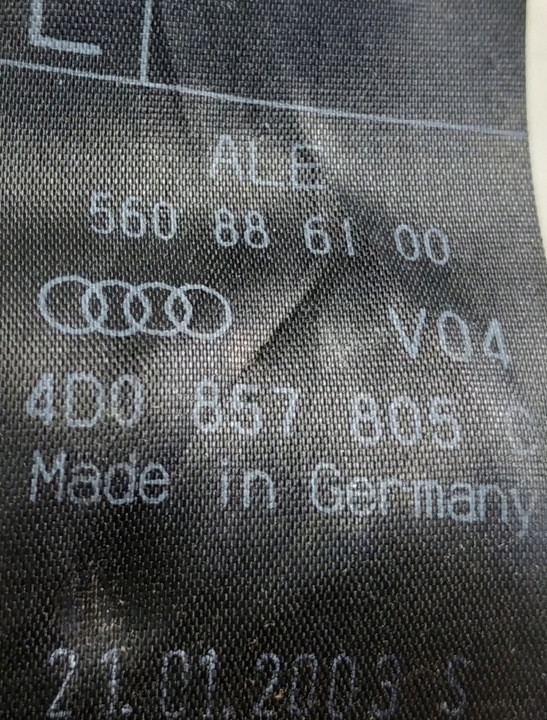 L
ALE
560 88 61 00
V04
4D0 857 805 C
Made in Germany
21.01.2003 S